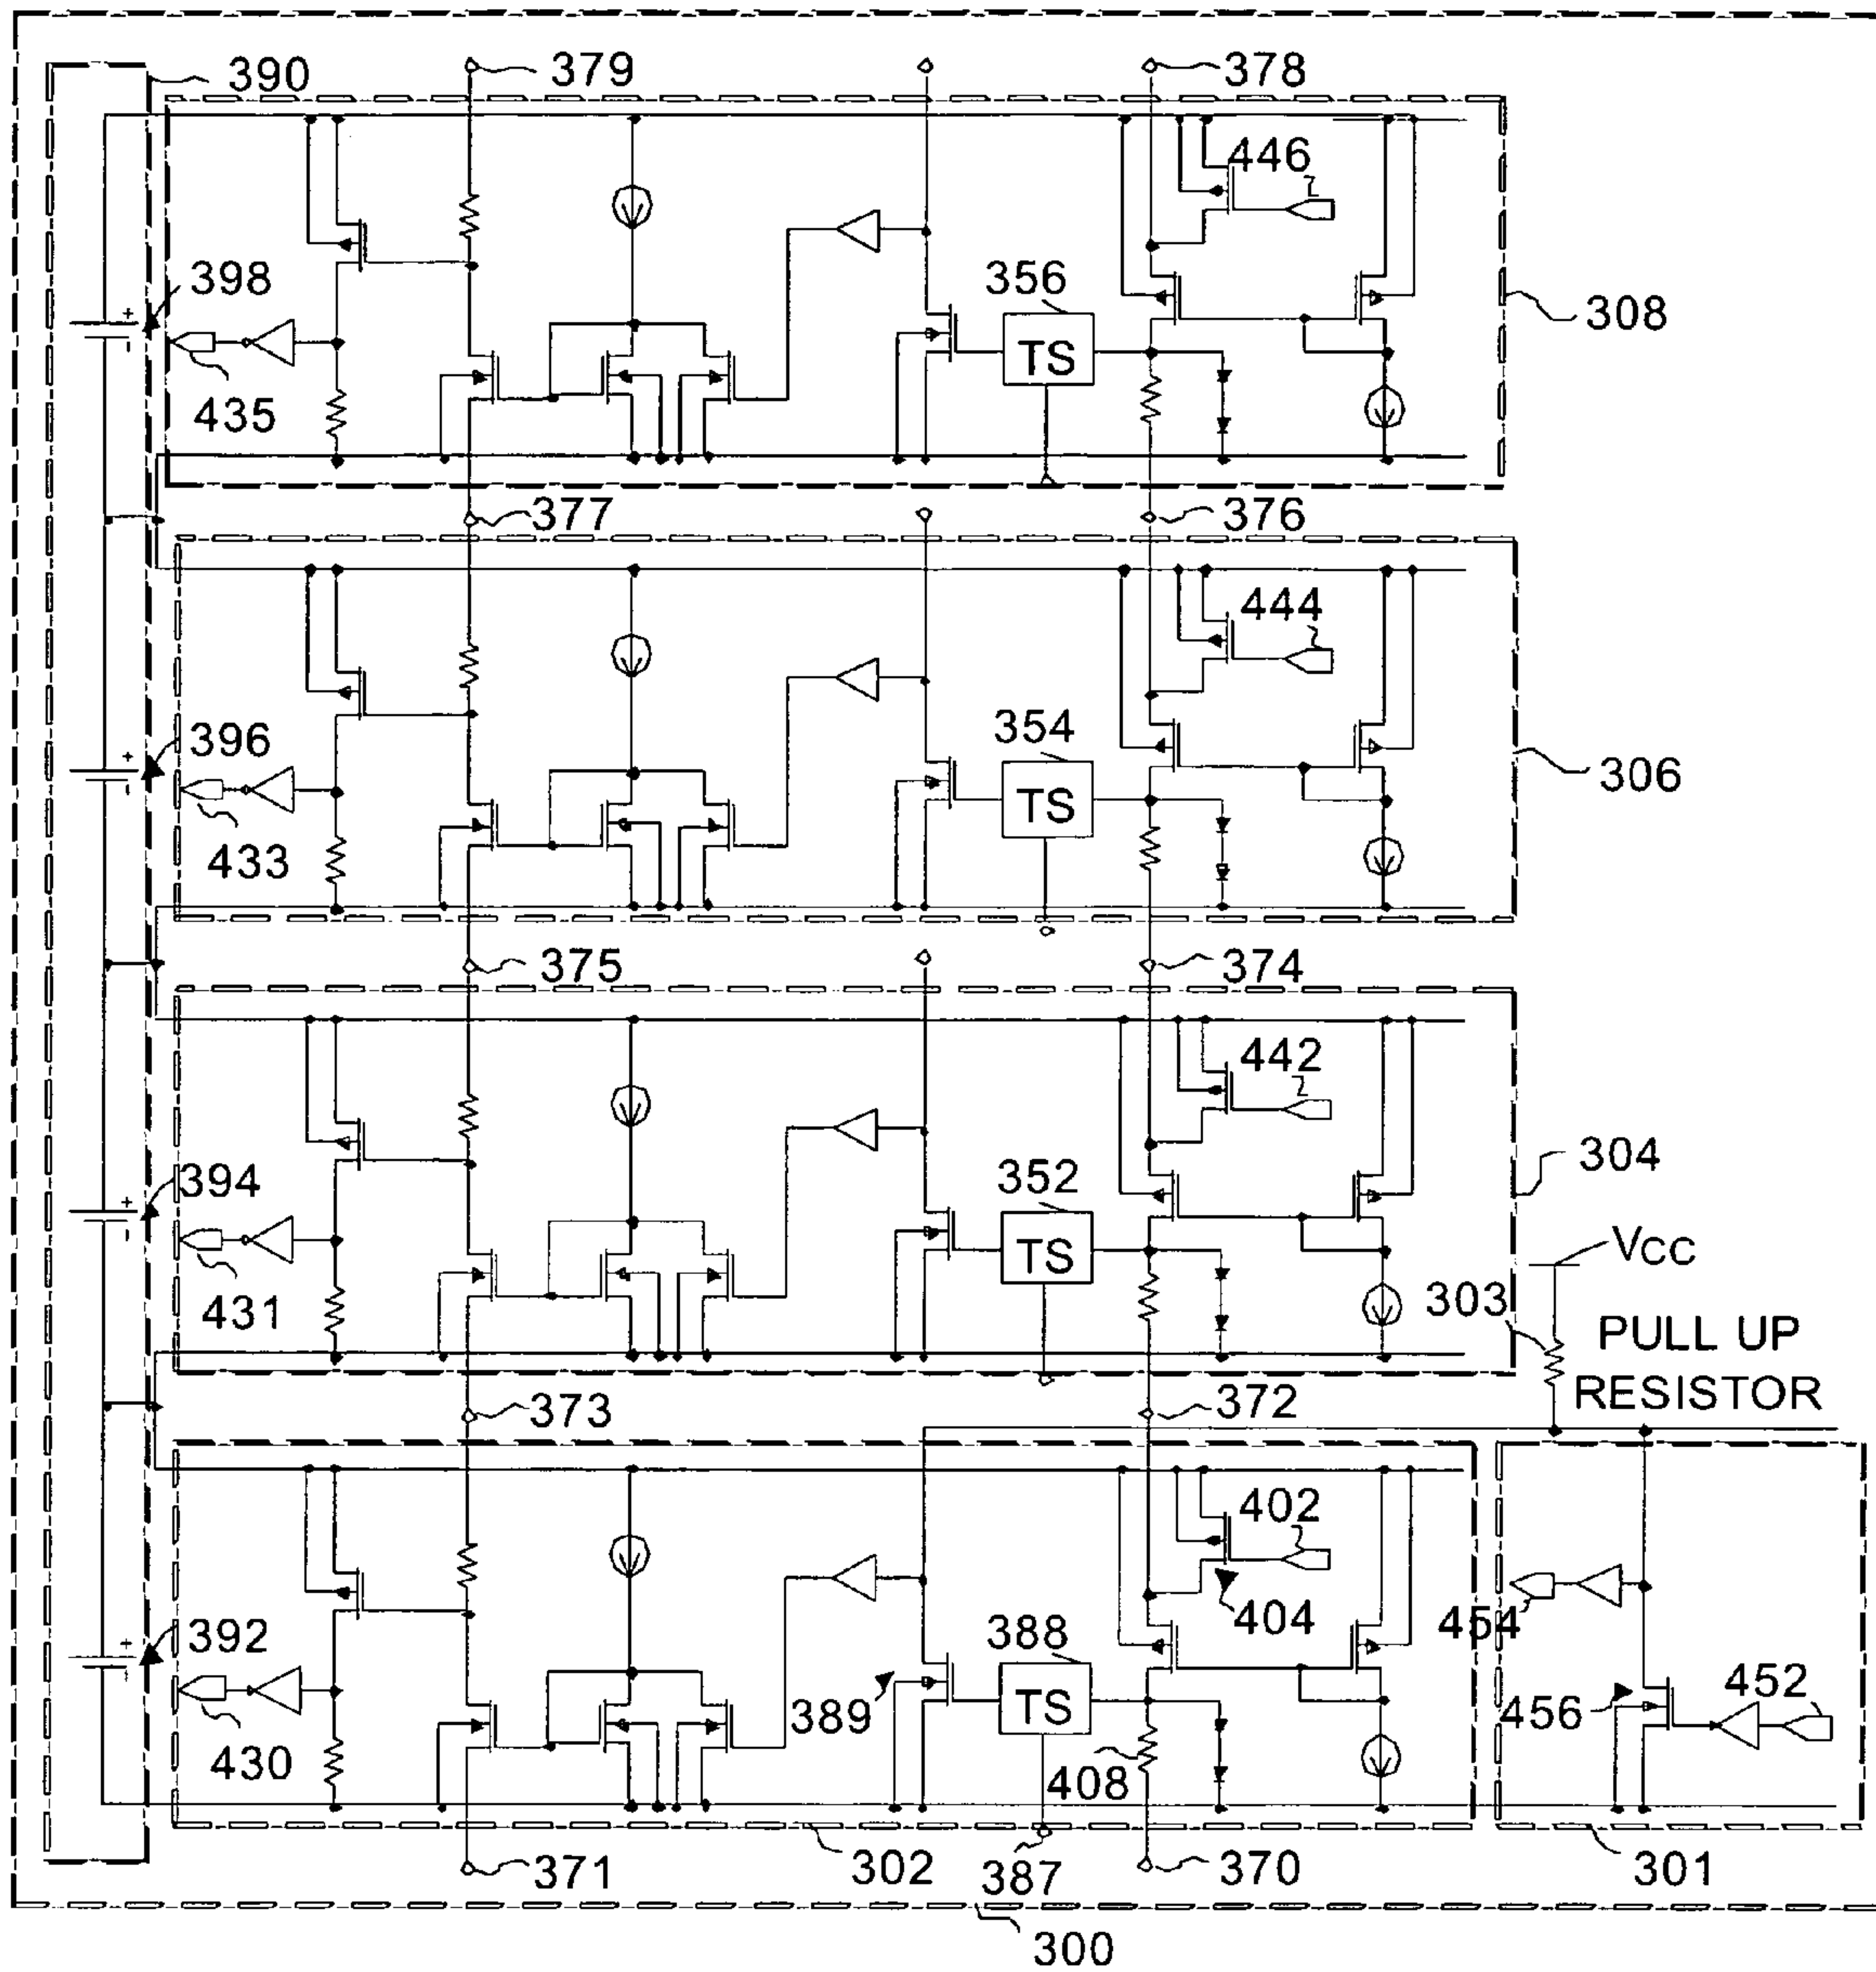 390 379 378
446
398 356 308
TS
435
377 376
444
396 354 306
TS
433
375 374
442
394 352 304
TS VCC
431 303
PULL UP
373 372 RESISTOR
402
404 454
392 388
389 TS 456 452
430 408
371 302 387 370 301
300